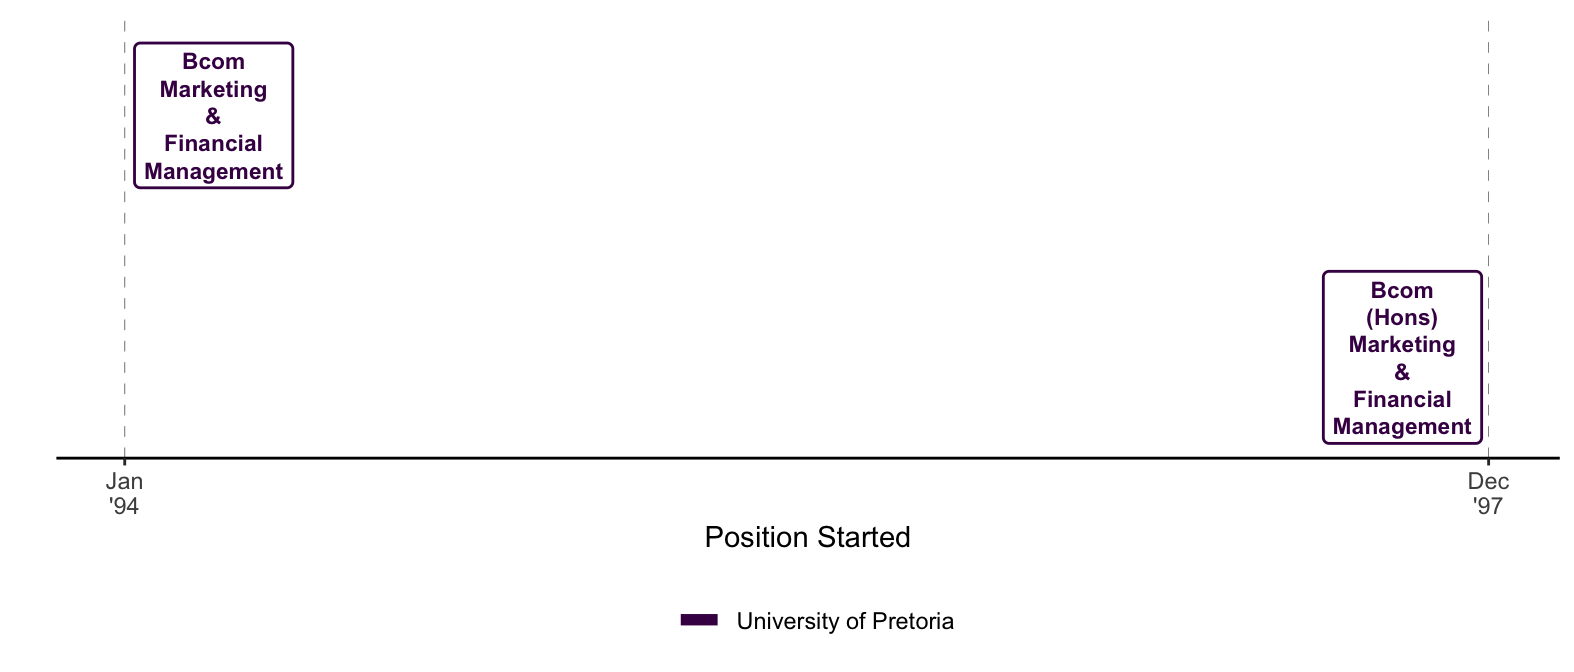 Bcom
Marketing
&
Financial
Management
Bcom
(Hons)
Marketing
&
Financial
Management
Jan
'94
Dec
'97
Position Started
University of Pretoria